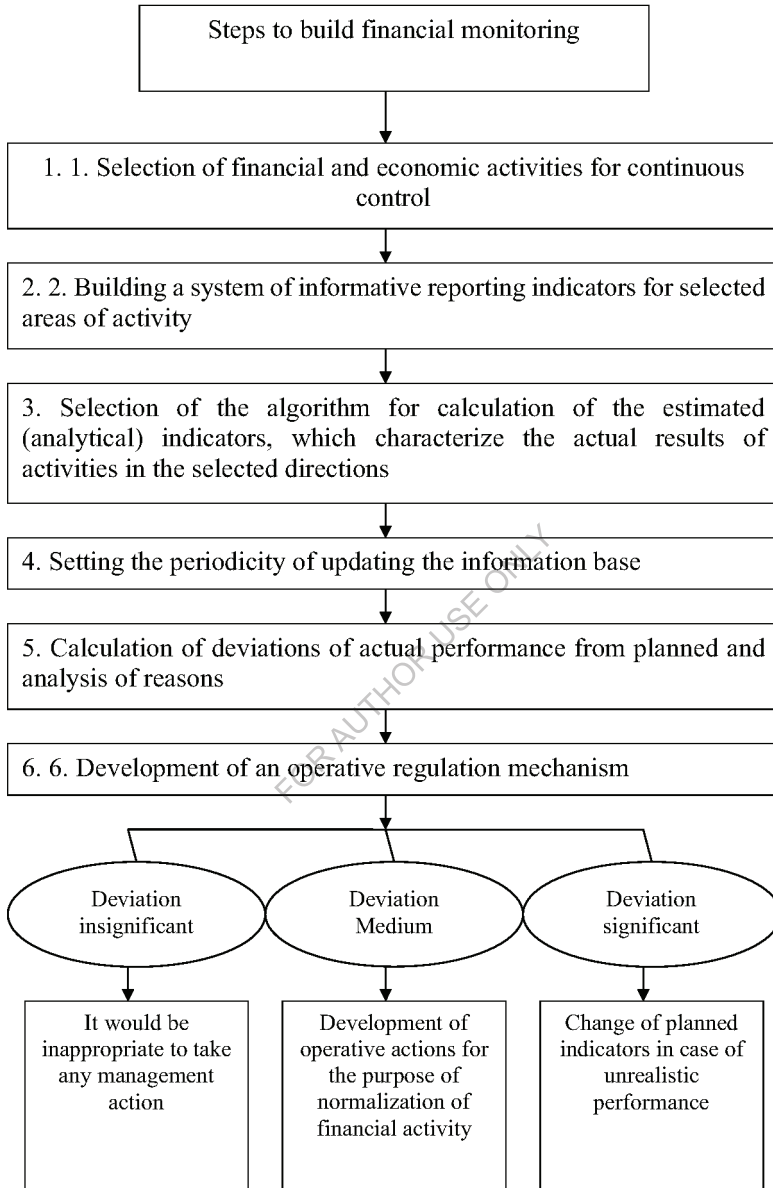 Steps to build financial monitoring
1. 1. Selection of financial and economic activities for continuous
control
2. 2. Building a system of informative reporting indicators for selected
areas of activity
3. Selection of the algorithm for calculation of the estimated
(analytical) indicators, which characterize the actual results of
activities in the selected directions
4. Setting the periodicity of updating the information base
5. Calculation of deviations of actual performance from planned and
analysis of reasons
6. 6. Development of an operative regulation mechanism
FOR AUTHOR USE ONLY
Deviation
insignificant
Deviation
Medium
Deviation
significant
It would be
inappropriate to take
any management
action
Development of
operative actions for
the purpose of
normalization of
financial activity
Change of planned
indicators in case of
unrealistic
performance